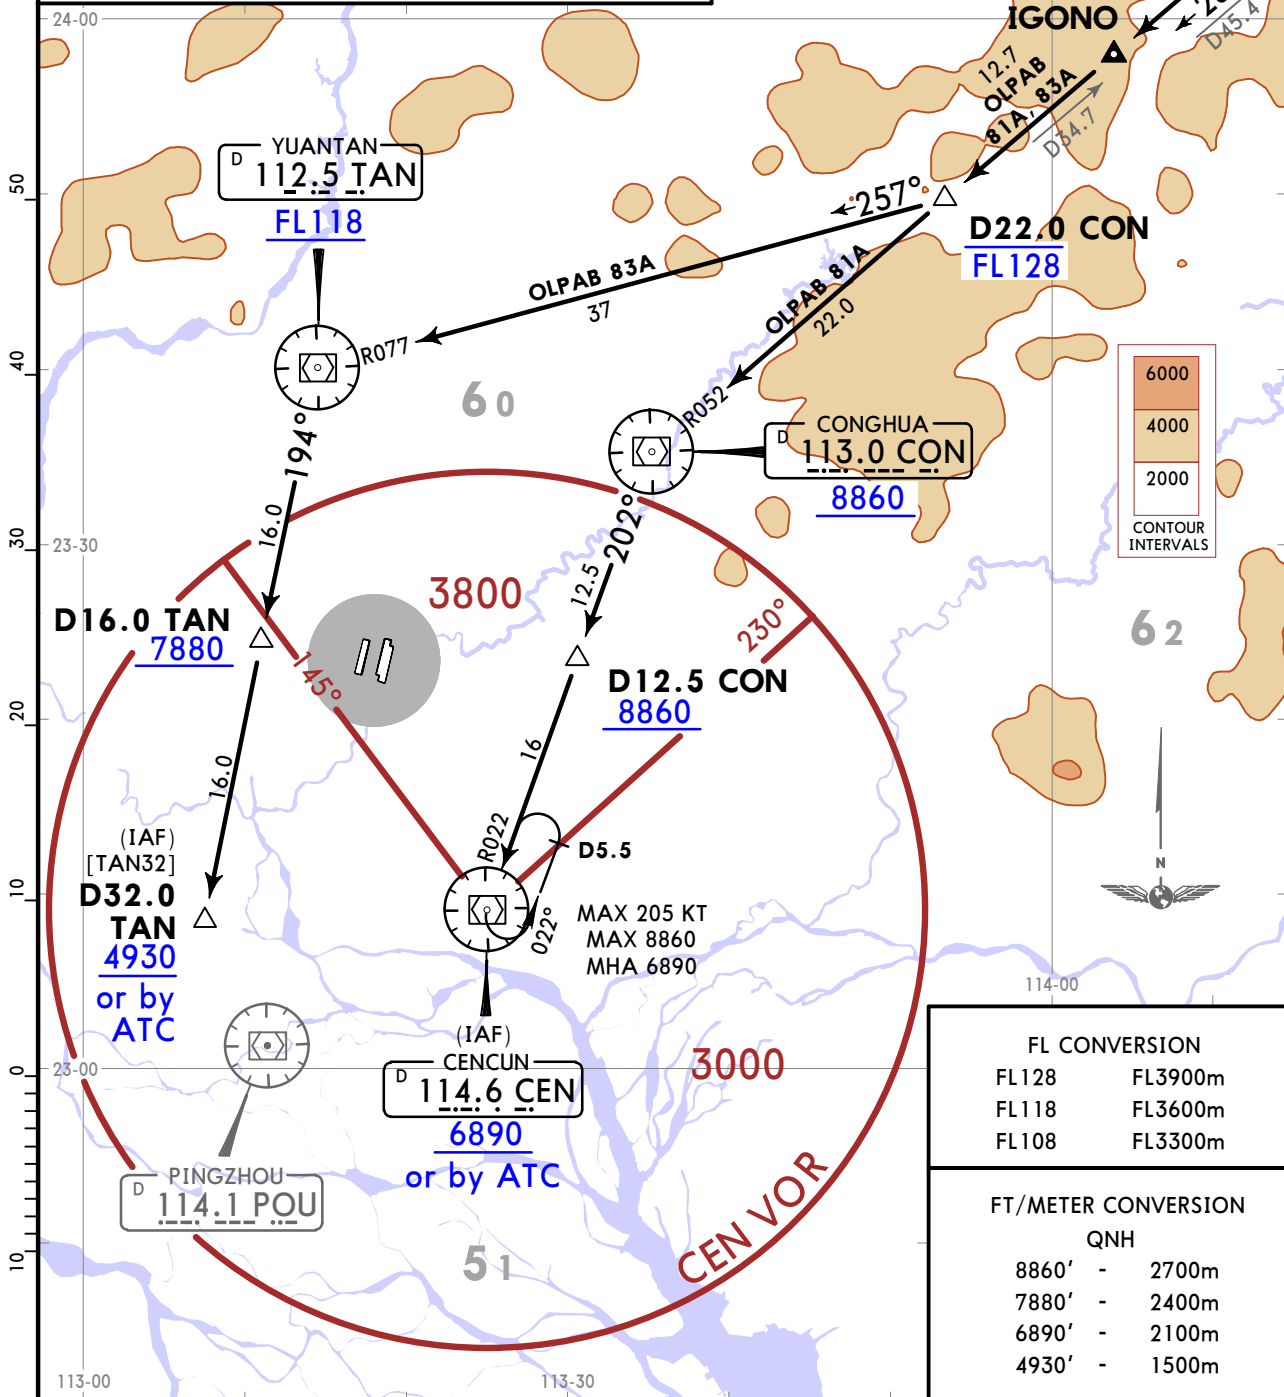 24-00
IGONO
D45.4
12.7
OLPAB
81A, 83A
D34.7
YUANTAN
D 112.5 TAN
FL118
50
257°
D22.0 CON
FL128
OLPAB 83A
37
OLPAB 81A
22.0
R077
40
60
R052
CONGHUA
D 113.0 CON
8860
6000
4000
2000
CONTOUR
INTERVALS
194°
16.0
202°
12.5
30
23-30
3800
230°
62
D16.0 TAN
7880
145°
D12.5 CON
8860
20
16
16.0
R022
D5.5
(IAF)
[TAN32]
D32.0
TAN
4930
or by
ATC
10
022°
MAX 205 KT
MAX 8860
MHA 6890
N
114-00
(IAF)
CENCUN
D 114.6 CEN
6890
or by ATC
3000
0
23-00
PINGZHOU
D 114.1 POU
CEN VOR
51
10
113-00
113-30
FL CONVERSION
FL128 FL3900m
FL118 FL3600m
FL108 FL3300m
FT/METER CONVERSION
QNH
8860' - 2700m
7880' - 2400m
6890' - 2100m
4930' - 1500m